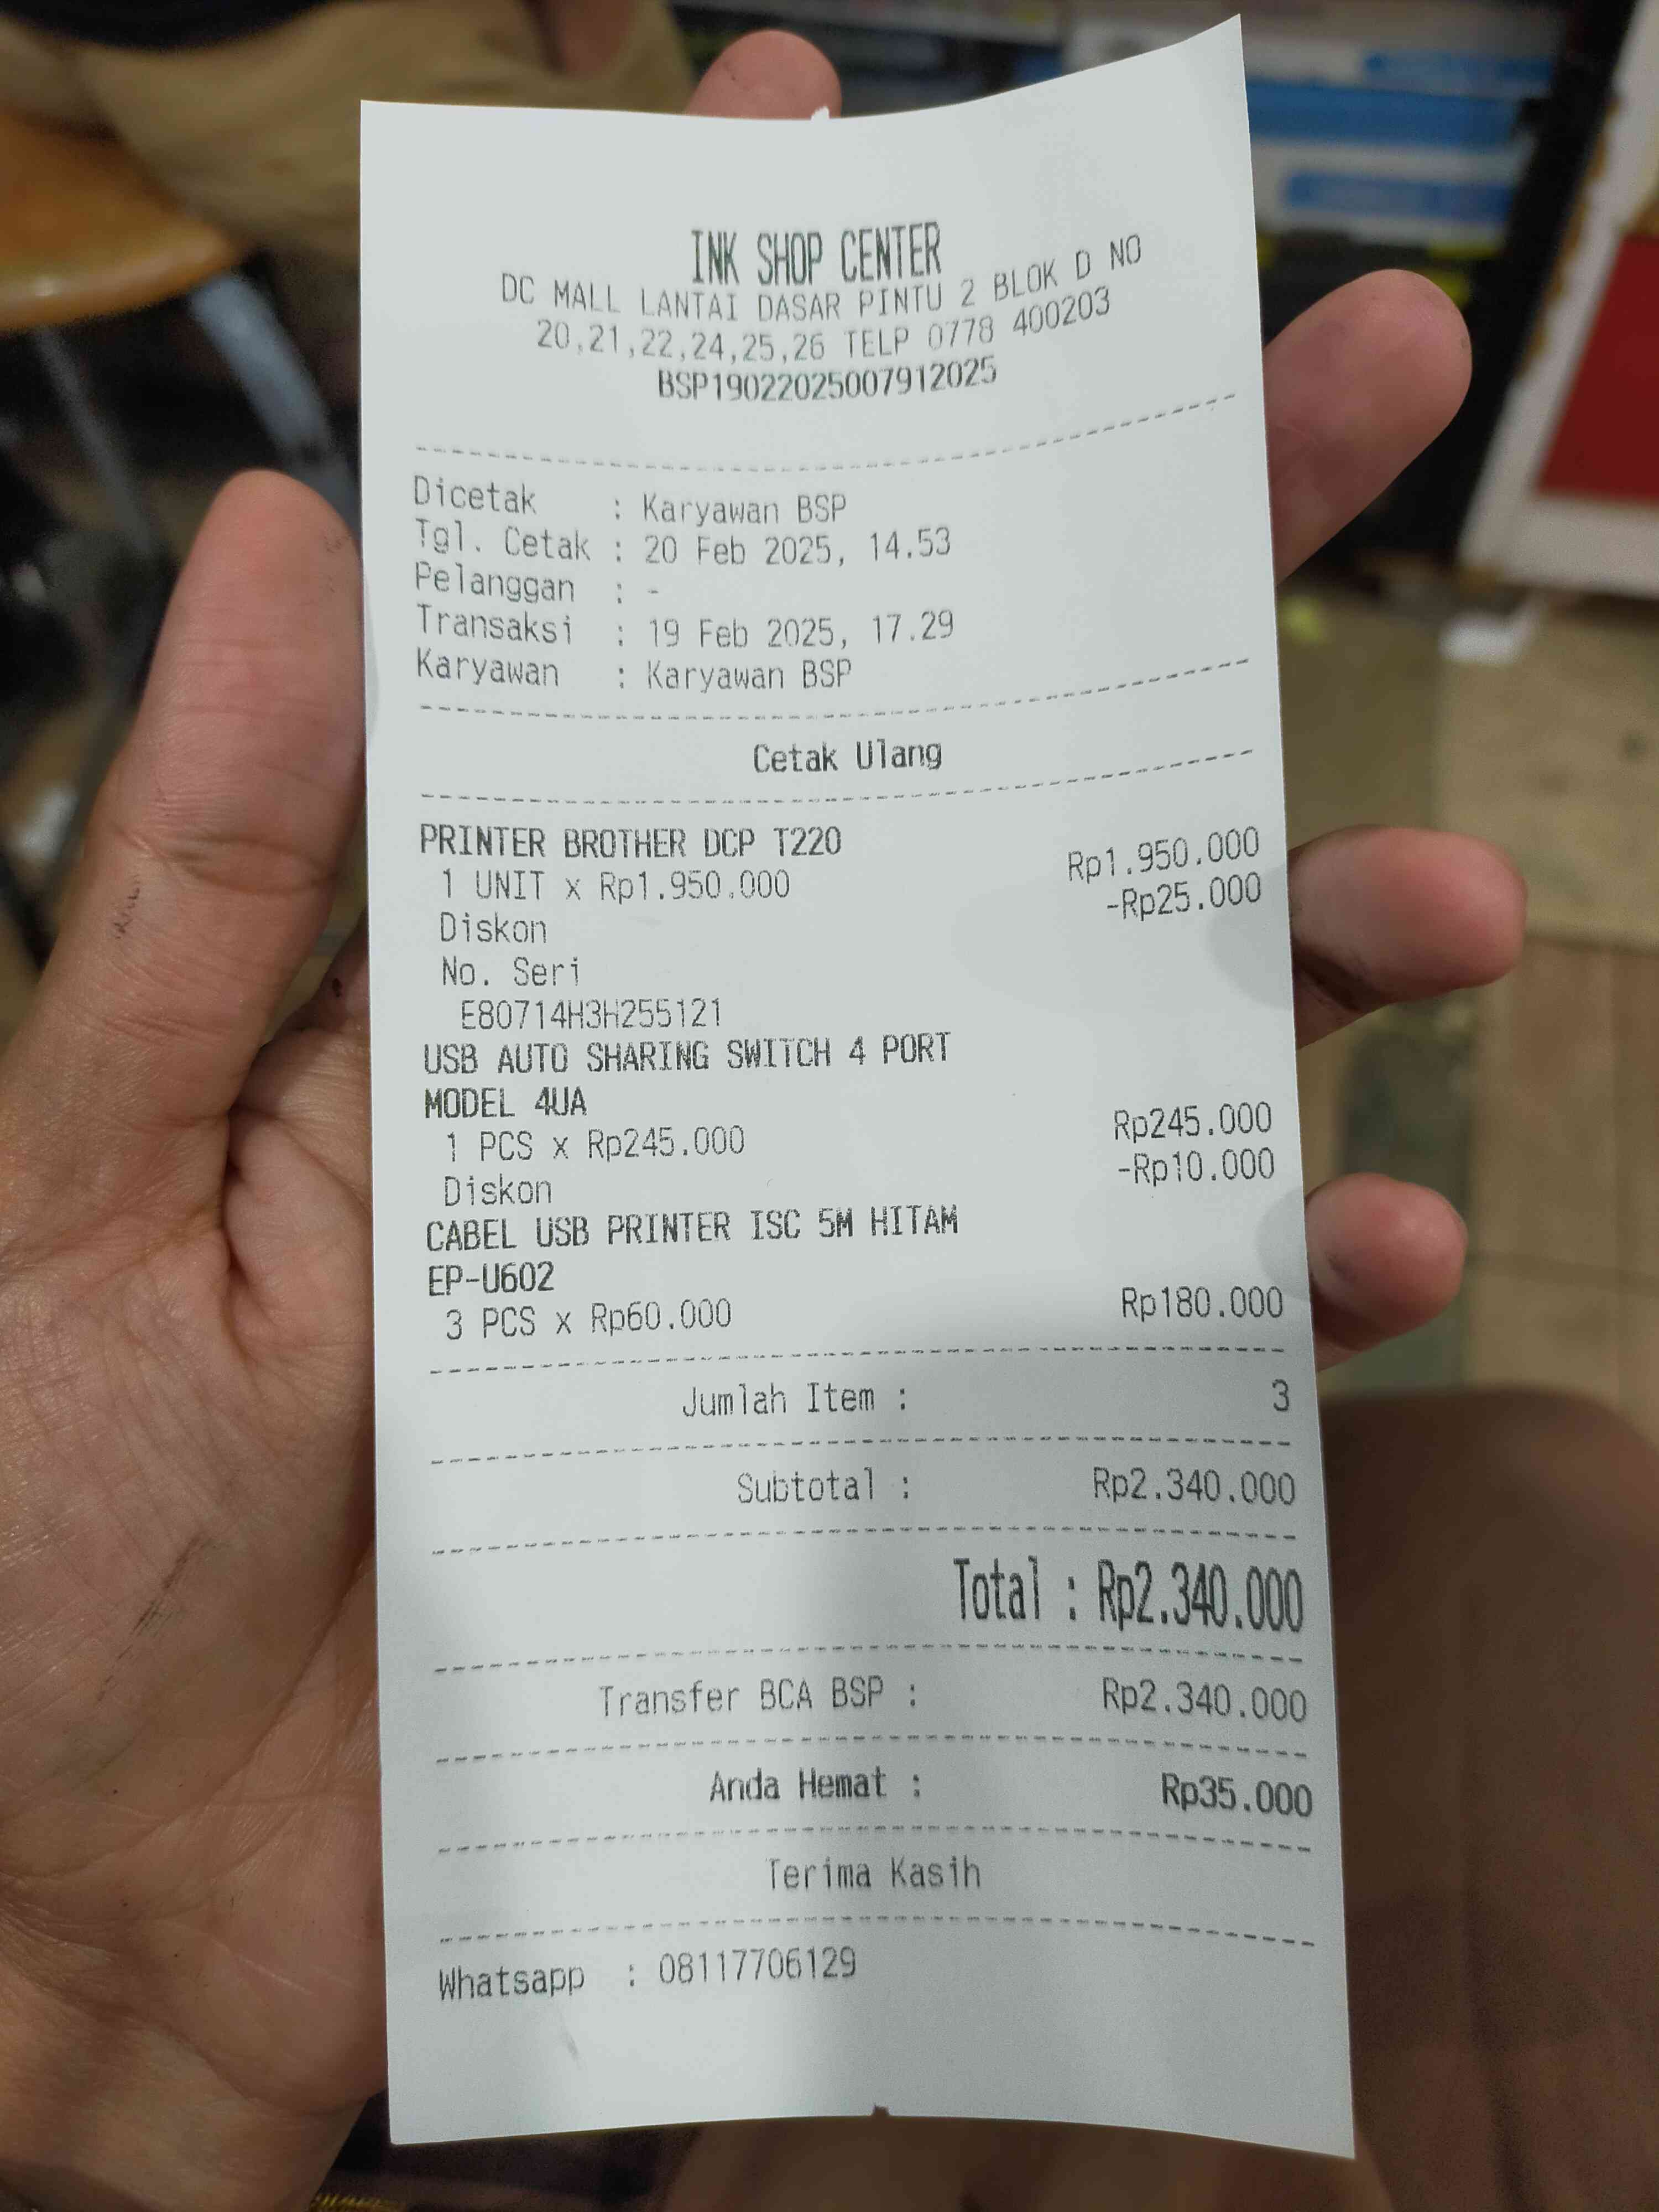 INK SHOP CENTER
DC MALL LANTAI DASAR PINTU 2 BLOK D NO
20,21,22,24,25,26 TELP 0778 400203
BSP19022025007912025
Dicetak : Karyawan BSP
Tgl. Cetak : 20 Feb 2025, 14.53
Pelanggan : -
Transaksi : 19 Feb 2025, 17.29
Karyawan : Karyawan BSP
Cetak Ulang
PRINTER BROTHER DCP T220
1 UNIT x Rp1.950.000 Rp1.950.000
Diskon -Rp25.000
No. Seri
E80714H3H255121
USB AUTO SHARING SWITCH 4 PORT
MODEL 4UA
1 PCS x Rp245.000 Rp245.000
Diskon -Rp10.000
CABEL USB PRINTER ISC 5M HITAM
EP-U602
3 PCS x Rp60.000 Rp180.000
Jumlah Item : 3
Subtotal : Rp2.340.000
Total : Rp2.340.000
Transfer BCA BSP : Rp2.340.000
Anda Hemat : Rp35.000
Terima Kasih
Whatsapp : 08117706129